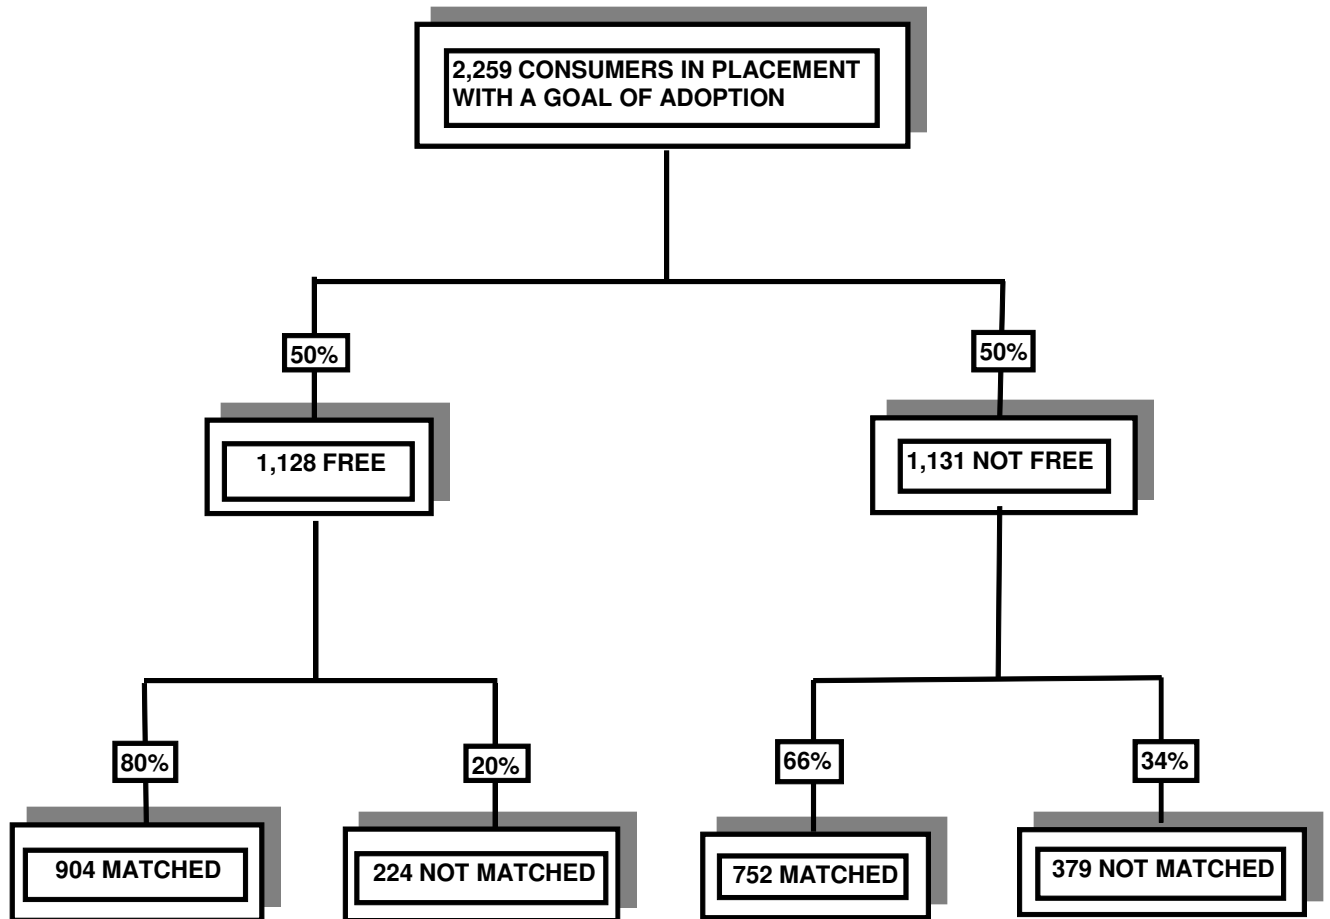 2,259 CONSUMERS IN PLACEMENT
WITH A GOAL OF ADOPTION
50%
50%
1,128 FREE
1,131 NOT FREE
80%
20%
66%
34%
904 MATCHED
224 NOT MATCHED
752 MATCHED
379 NOT MATCHED